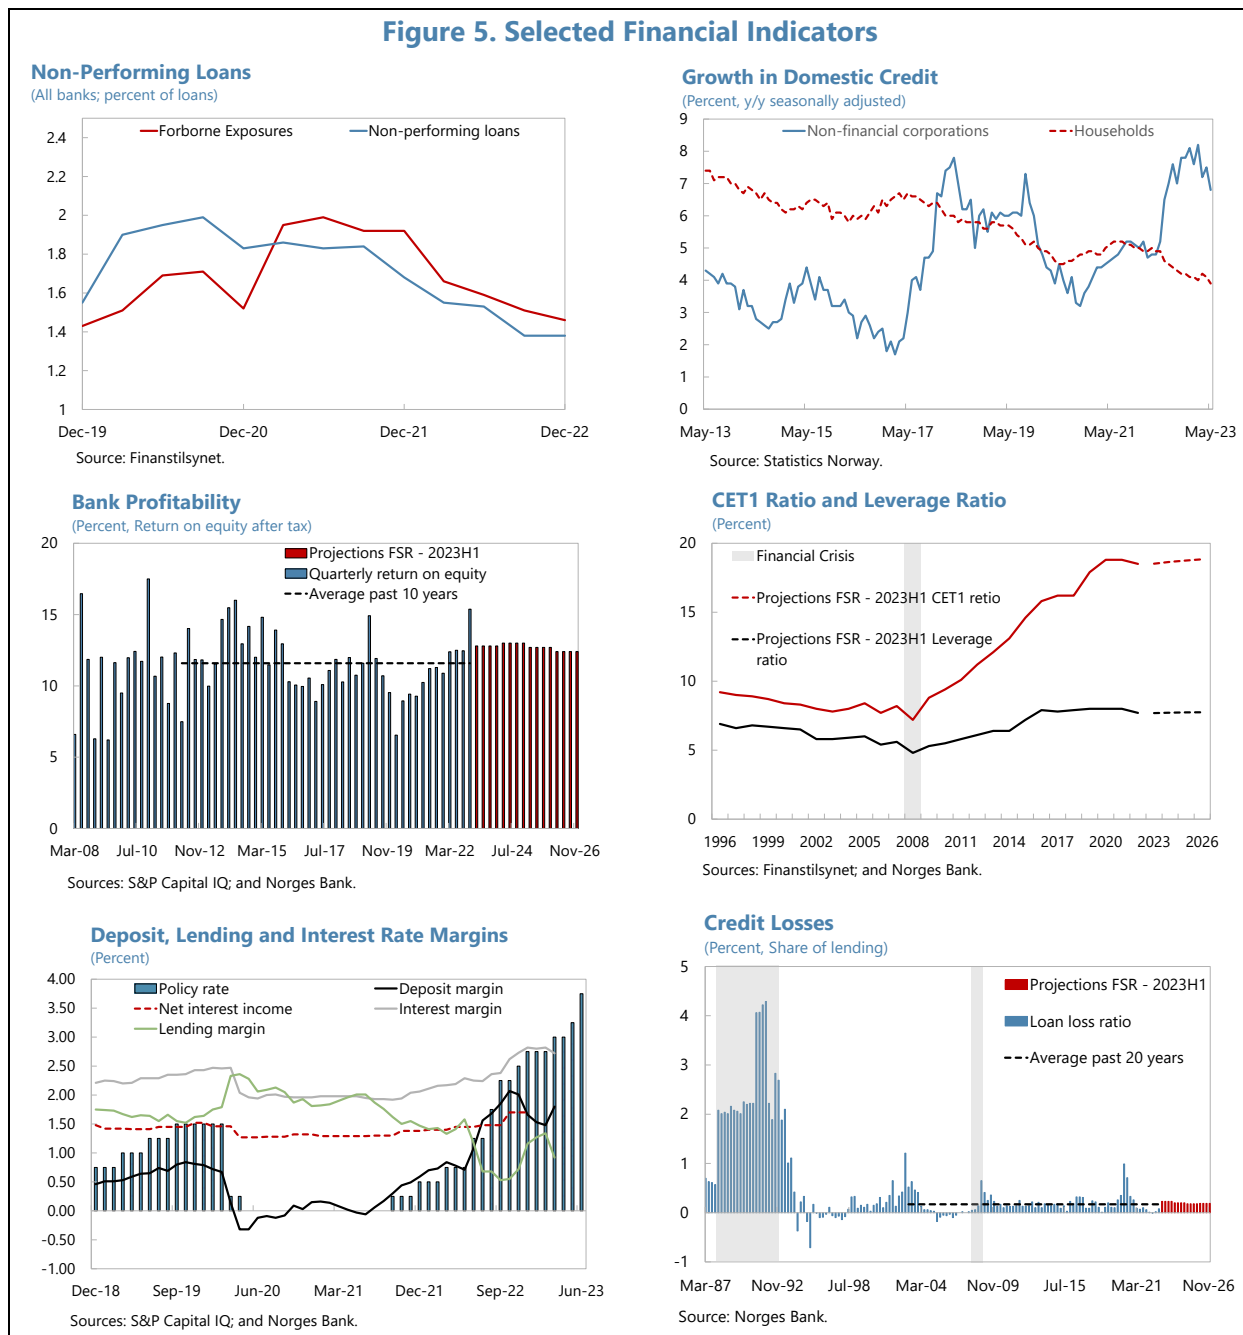 Figure 5. Selected Financial Indicators
Non-Performing Loans
(All banks; percent of loans)
Forborne Exposures
Non-performing loans
2.4
2.2
2
1.8
1.6
1.4
1.2
1
Dec-19
Dec-20
Dec-21
Dec-22
Source: Finanstilsynet.
Growth in Domestic Credit
(Percent, y/y seasonally adjusted)
Non-financial corporations
Households
9
8
7
6
5
4
3
2
1
0
May-13
May-15
May-17
May-19
May-21
May-23
Source: Statistics Norway.
Bank Profitability
(Percent, Return on equity after tax)
Projections FSR - 2023H1
Quarterly return on equity
Average past 10 years
20
15
10
5
0
Mar-08
Jul-10
Nov-12
Mar-15
Jul-17
Nov-19
Mar-22
Jul-24
Nov-26
Sources: S&P Capital IQ; and Norges Bank.
CET1 Ratio and Leverage Ratio
(Percent)
Financial Crisis
Projections FSR - 2023H1 CET1 ratio
Projections FSR - 2023H1 Leverage
ratio
20
15
10
5
0
1996
1999
2002
2005
2008
2011
2014
2017
2020
2023
2026
Sources: Finanstilsynet; and Norges Bank.
Deposit, Lending and Interest Rate Margins
(Percent)
Policy rate
Deposit margin
Net interest income
Interest margin
Lending margin
4.00
3.50
3.00
2.50
2.00
1.50
1.00
0.50
0.00
-0.50
-1.00
Dec-18
Sep-19
Jun-20
Mar-21
Dec-21
Sep-22
Jun-23
Sources: S&P Capital IQ; and Norges Bank.
Credit Losses
(Percent, Share of lending)
Projections FSR - 2023H1
Loan loss ratio
Average past 20 years
5
4
3
2
1
0
-1
Mar-87
Nov-92
Jul-98
Mar-04
Nov-09
Jul-15
Mar-21
Nov-26
Source: Norges Bank.